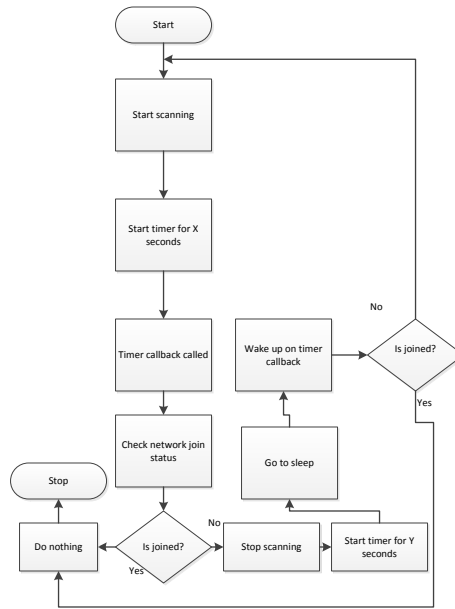 Start
Start scanning
Start timer for X
seconds
No
Timer callback called
Wake up on timer
callback
Is joined?
Yes
Check network join
status
Go to sleep
Stop
No
Do nothing
Is joined?
Stop scanning
Start timer for Y
seconds
Yes